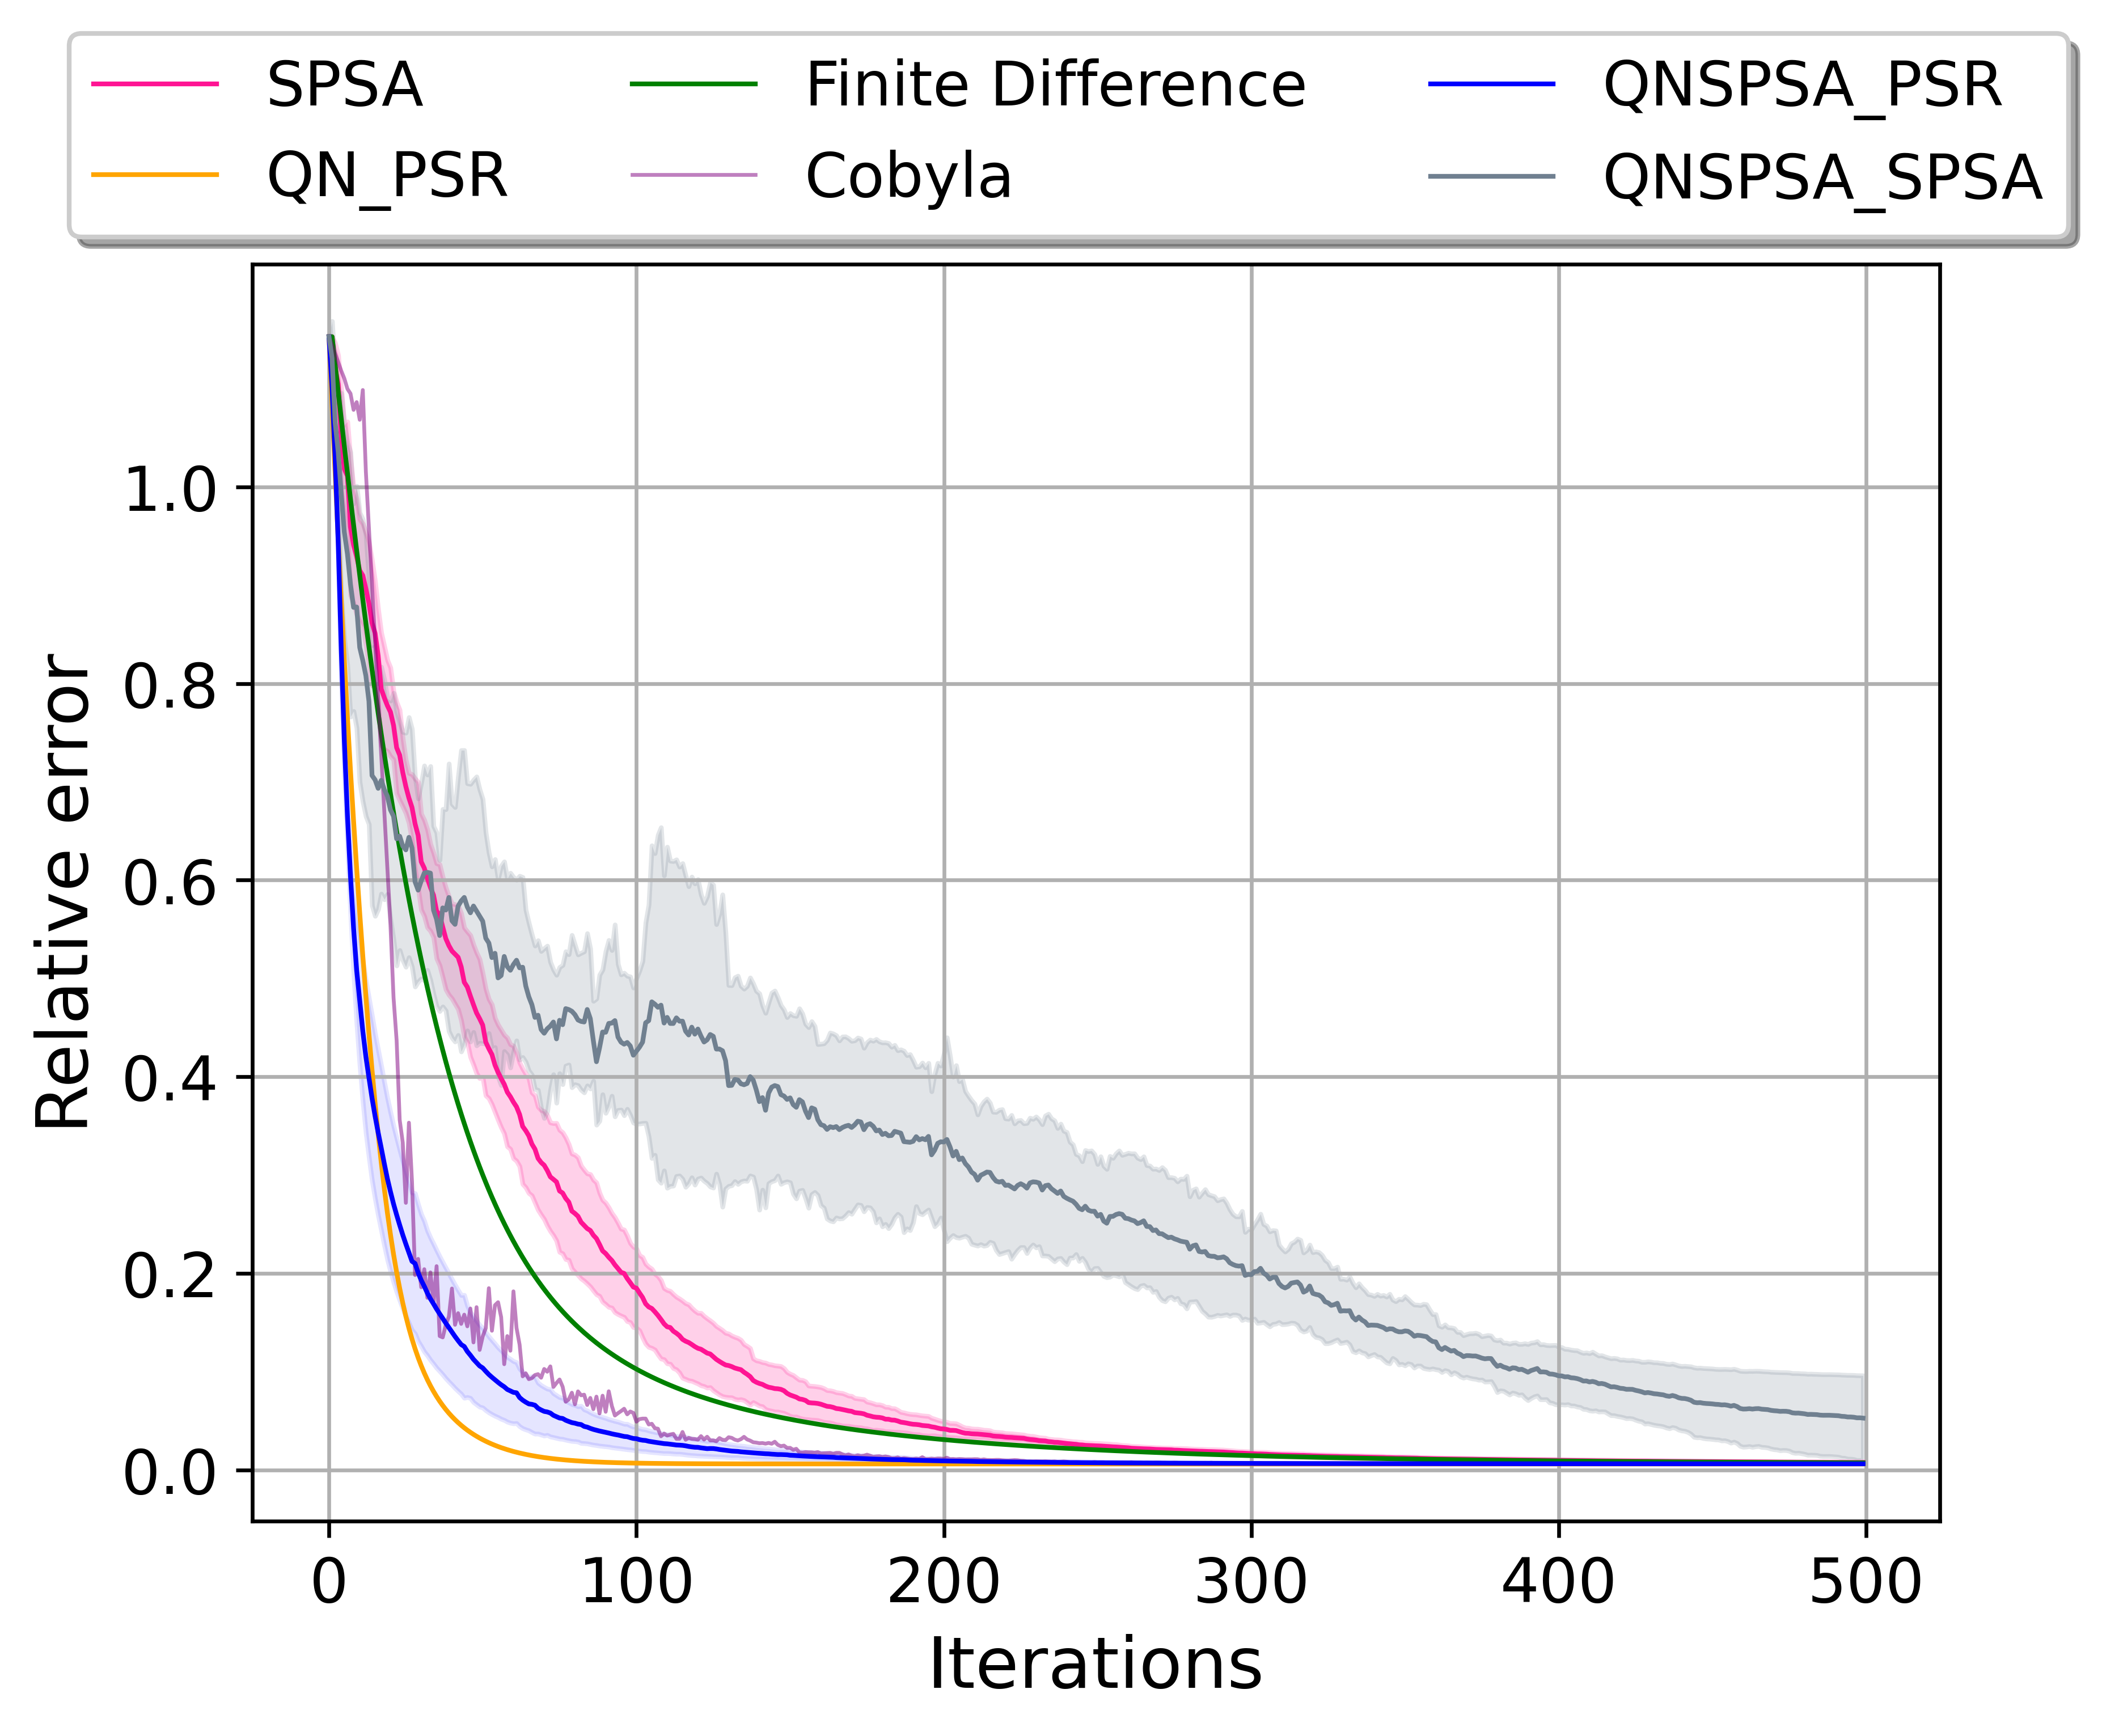 SPSA Finite Difference QNSPSA_PSR
QN_PSR Cobyla QNSPSA_SPSA
1.0
0.8
0.6
0.4
0.2
0.0
Relative error
0 100 200 300 400 500
Iterations